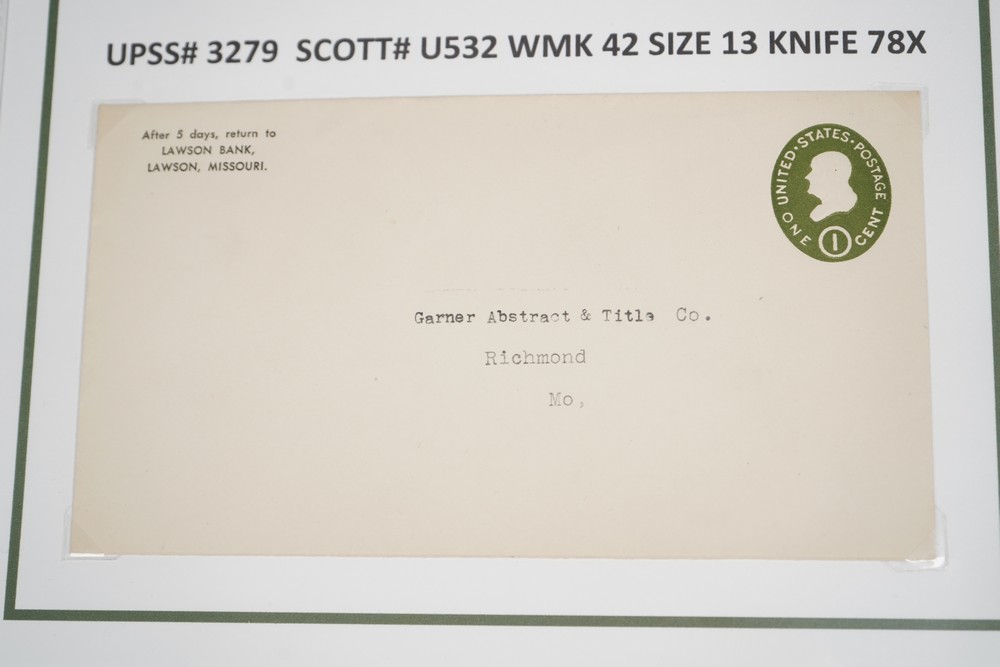 UPSS# 3279 SCOTT# U532 WMK 42 SIZE 13 KNIFE 78X
After 5 days, return to
LAWSON BANK,
LAWSON, MISSOURI.
UNITED·STATES·POSTAGE
ONE 1 CENT
Garner Abstract & Title Co.
Richmond
Mo,